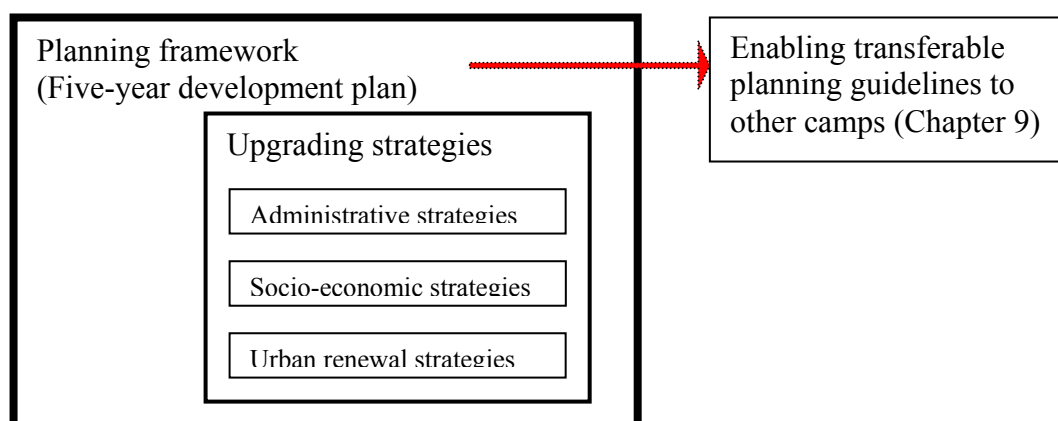 Planning framework
(Five-year development plan)
Upgrading strategies
Administrative strategies
Socio-economic strategies
Urban renewal strategies
Enabling transferable
planning guidelines to
other camps (Chapter 9)